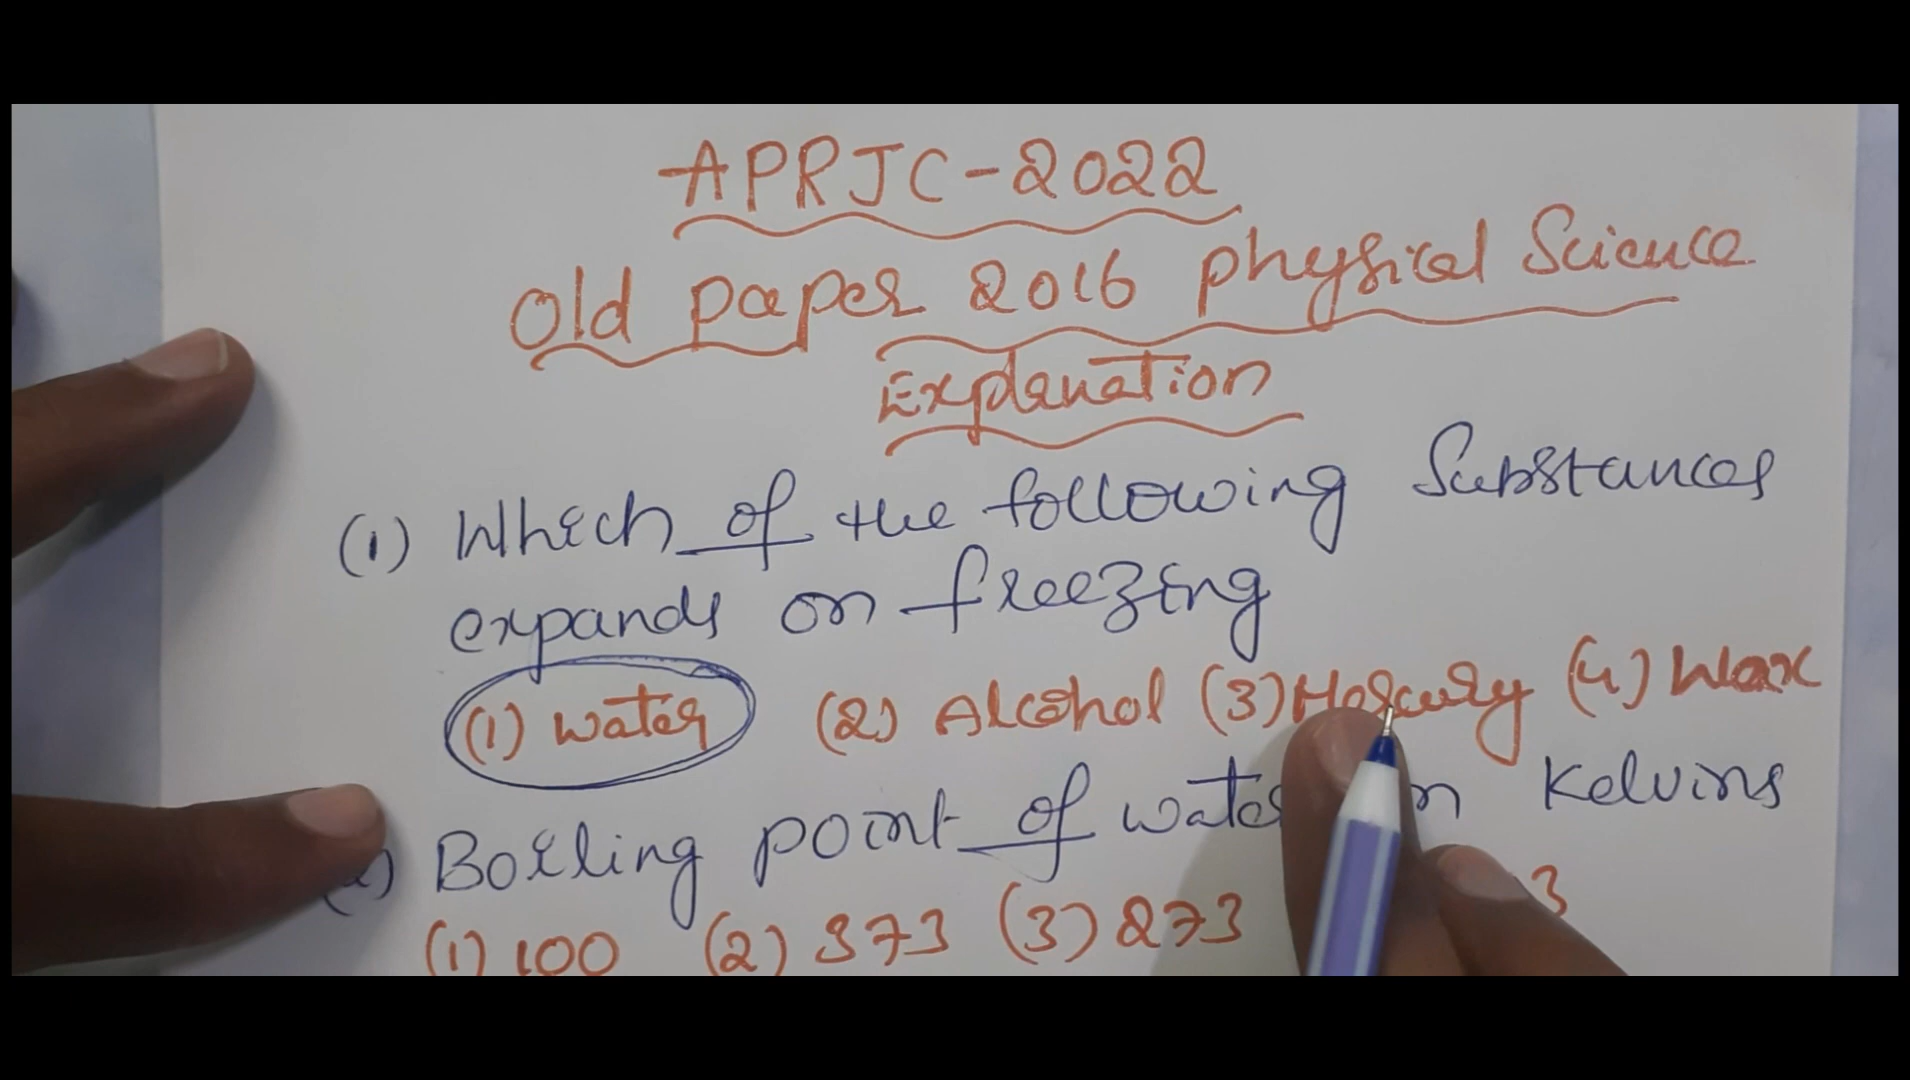 APRJC-2022
Old paper 2016 physical Science
Explanation
(1) Which of the following Substances
expands on freezing
(1) water (2) Alcohol (3) Mercury (4) Wax
Boiling point of water in Kelvins
(1) 100 (2) 373 (3) 273